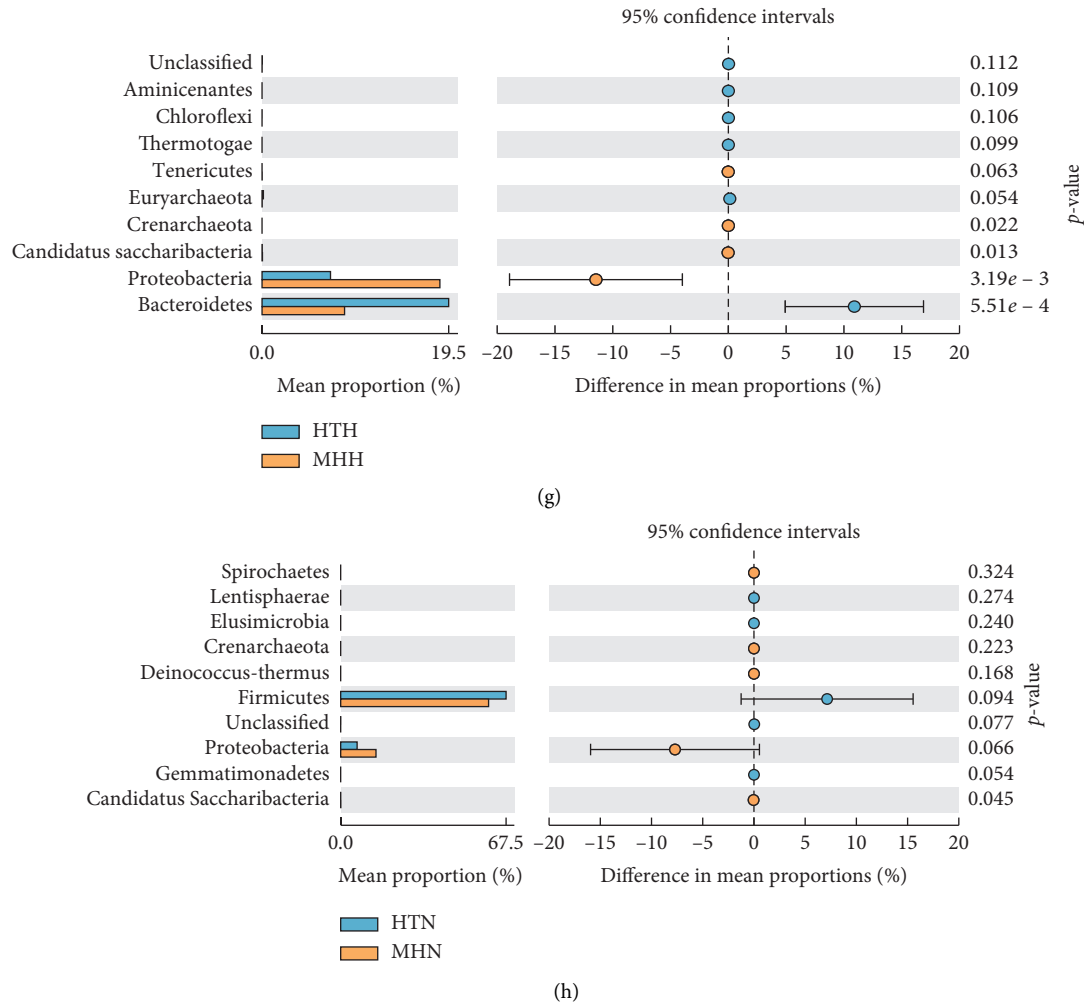 95% confidence intervals
Unclassified 0.112
Aminicenantes 0.109
Chloroflexi 0.106
Thermotogae 0.099
Tenericutes 0.063
Euryarchaeota 0.054
Crenarchaeota 0.022
Candidatus saccharibacteria 0.013
Proteobacteria 3.19e – 3
Bacteroidetes 5.51e – 4
p-value
0.0 19.5 –20 –15 –10 –5 0 5 10 15 20
Mean proportion (%) Difference in mean proportions (%)
HTH
MHH
(g)
95% confidence intervals
Spirochaetes 0.324
Lentisphaerae 0.274
Elusimicrobia 0.240
Crenarchaeota 0.223
Deinococcus-thermus 0.168
Firmicutes 0.094
Unclassified 0.077
Proteobacteria 0.066
Gemmatimonadetes 0.054
Candidatus Saccharibacteria 0.045
p-value
0.0 67.5 –20 –15 –10 –5 0 5 10 15 20
Mean proportion (%) Difference in mean proportions (%)
HTN
MHN
(h)